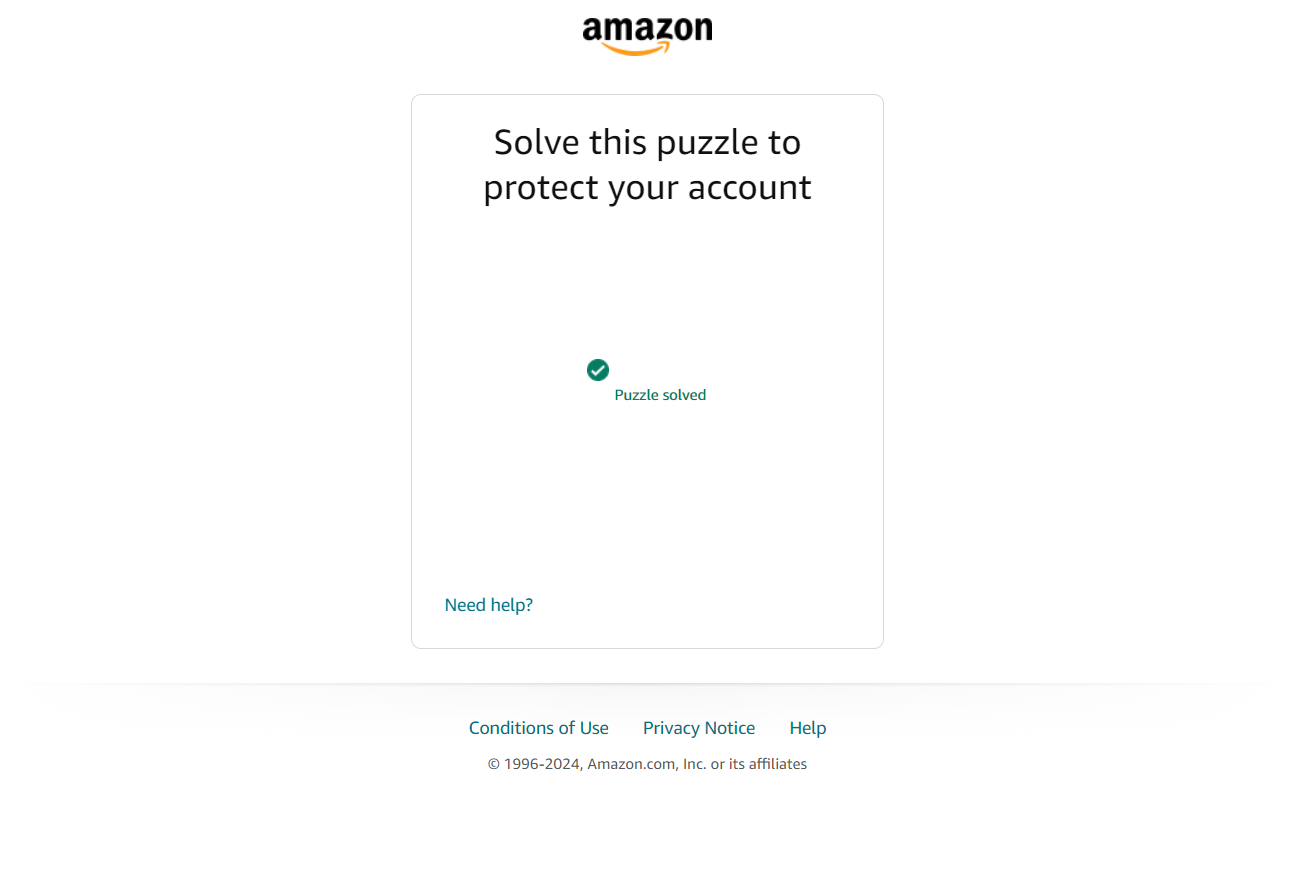 amazon
Solve this puzzle to
protect your account
Puzzle solved
Need help?
Conditions of Use Privacy Notice Help
© 1996-2024, Amazon.com, Inc. or its affiliates